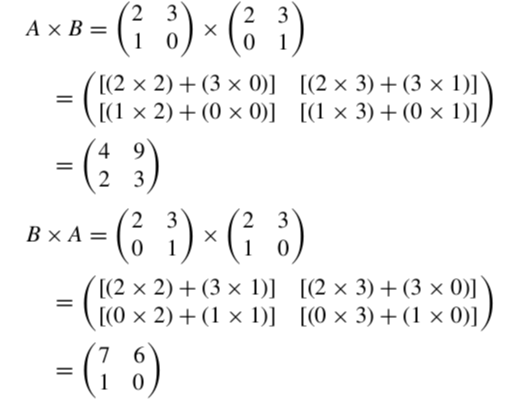 A × B = (2 3) × (2 3)
(1 0) (0 1)
= ([(2 × 2) + (3 × 0)] [(2 × 3) + (3 × 1)])
([(1 × 2) + (0 × 0)] [(1 × 3) + (0 × 1)])
= (4 9)
(2 3)
B × A = (2 3) × (2 3)
(0 1) (1 0)
= ([(2 × 2) + (3 × 1)] [(2 × 3) + (3 × 0)])
([(0 × 2) + (1 × 1)] [(0 × 3) + (1 × 0)])
= (7 6)
(1 0)